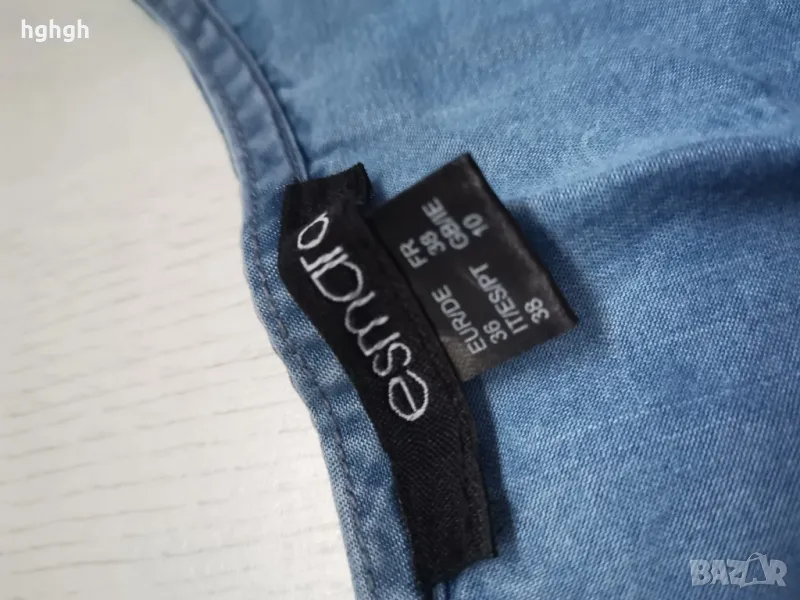 hghgh
esmara
EUR/DE FR GB/IE
36 38 10
IT/ES/PT
38
BAZAR